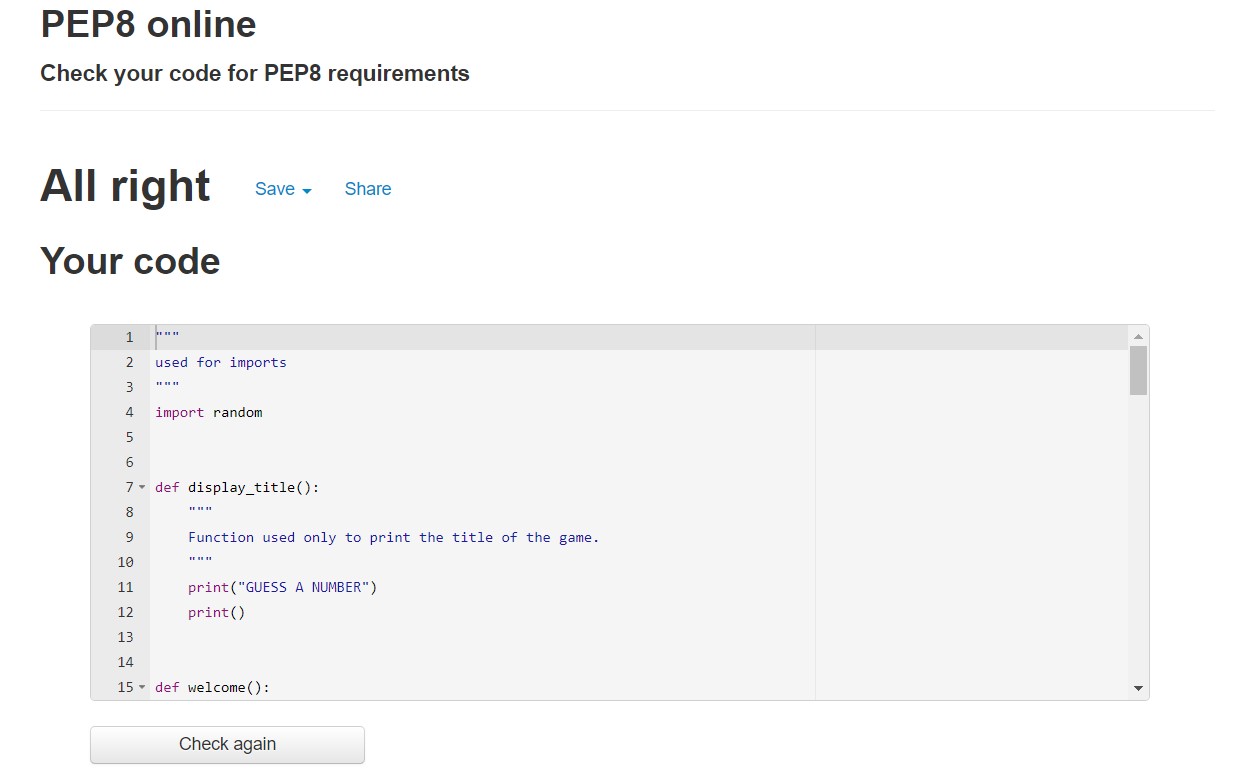 PEP8 online
Check your code for PEP8 requirements
All right Save Share
Your code
1 """
2 used for imports
3 """
4 import random
5
6
7 def display_title():
8     """
9     Function used only to print the title of the game.
10     """
11     print("GUESS A NUMBER")
12     print()
13
14
15 def welcome():
Check again